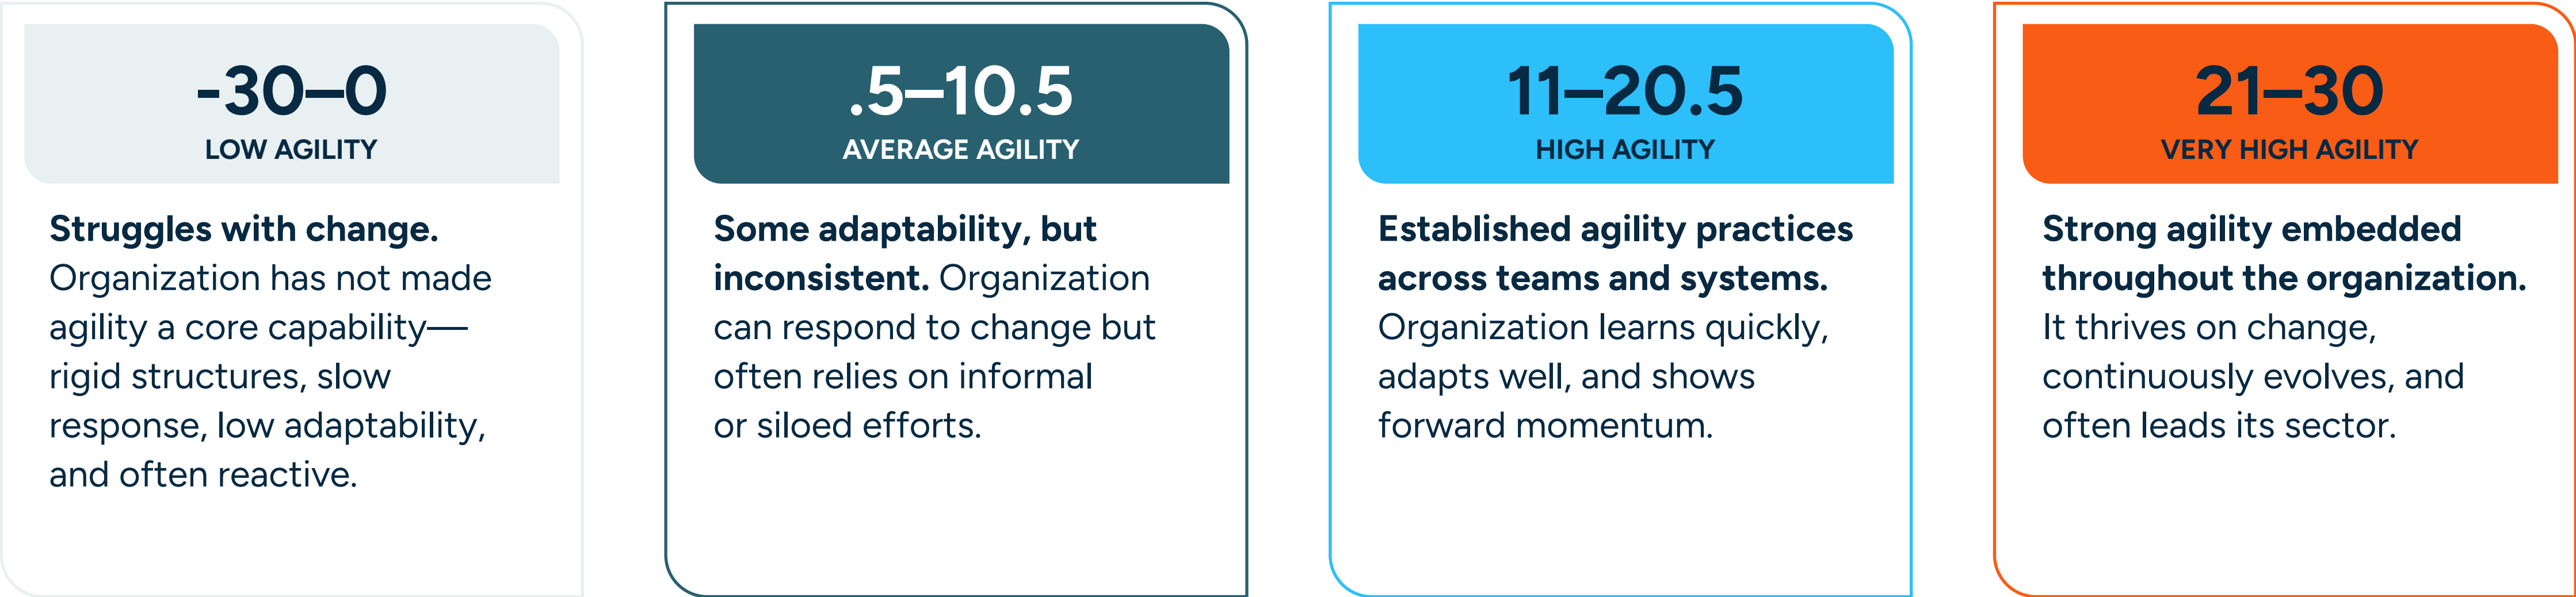 -30–0
LOW AGILITY
Struggles with change.
Organization has not made
agility a core capability—
rigid structures, slow
response, low adaptability,
and often reactive.
.5–10.5
AVERAGE AGILITY
Some adaptability, but
inconsistent. Organization
can respond to change but
often relies on informal
or siloed efforts.
11–20.5
HIGH AGILITY
Established agility practices
across teams and systems.
Organization learns quickly,
adapts well, and shows
forward momentum.
21–30
VERY HIGH AGILITY
Strong agility embedded
throughout the organization.
It thrives on change,
continuously evolves, and
often leads its sector.